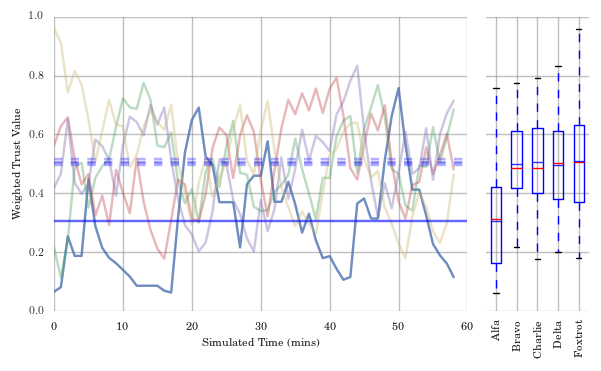 Weighted Trust Value
1.0
0.8
0.6
0.4
0.2
0.0
0
10
20
30
40
50
60
Simulated Time (mins)
Alfa
Bravo
Charlie
Delta
Foxtrot